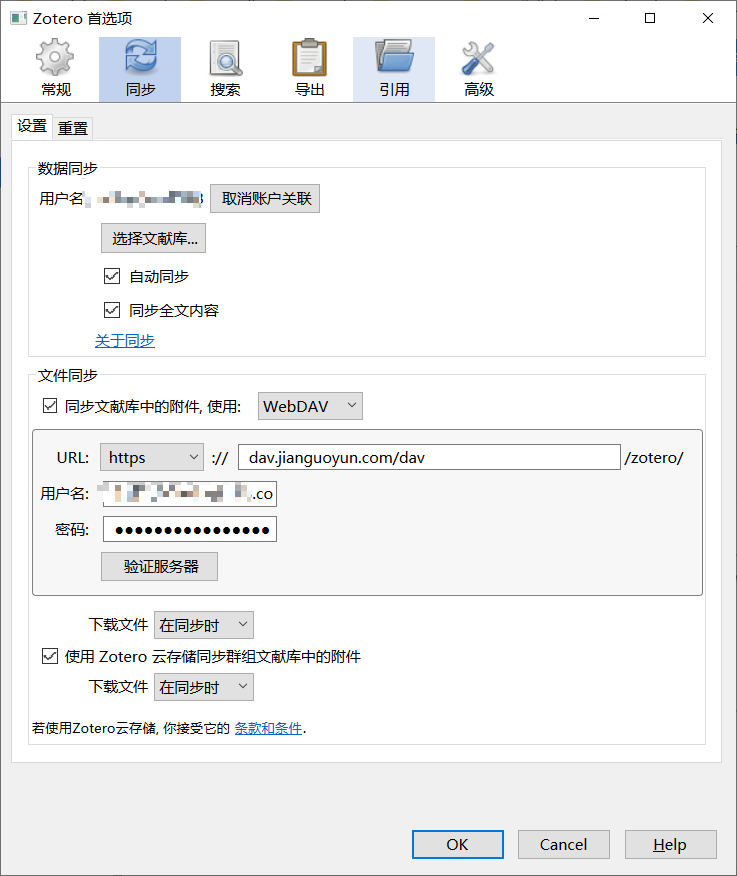 Zotero 首选项
常规 同步 搜索 导出 引用 高级
设置 重置
数据同步
用户名 取消账户关联
选择文献库...
自动同步
同步全文内容
关于同步
文件同步
同步文献库中的附件, 使用: WebDAV
URL: https :// dav.jianguoyun.com/dav /zotero/
用户名: .co
密码: ●●●●●●●●●●●●●●●●
验证服务器
下载文件 在同步时
使用 Zotero 云存储同步群组文献库中的附件
下载文件 在同步时
若使用Zotero云存储, 你接受它的 条款和条件.
OK Cancel Help